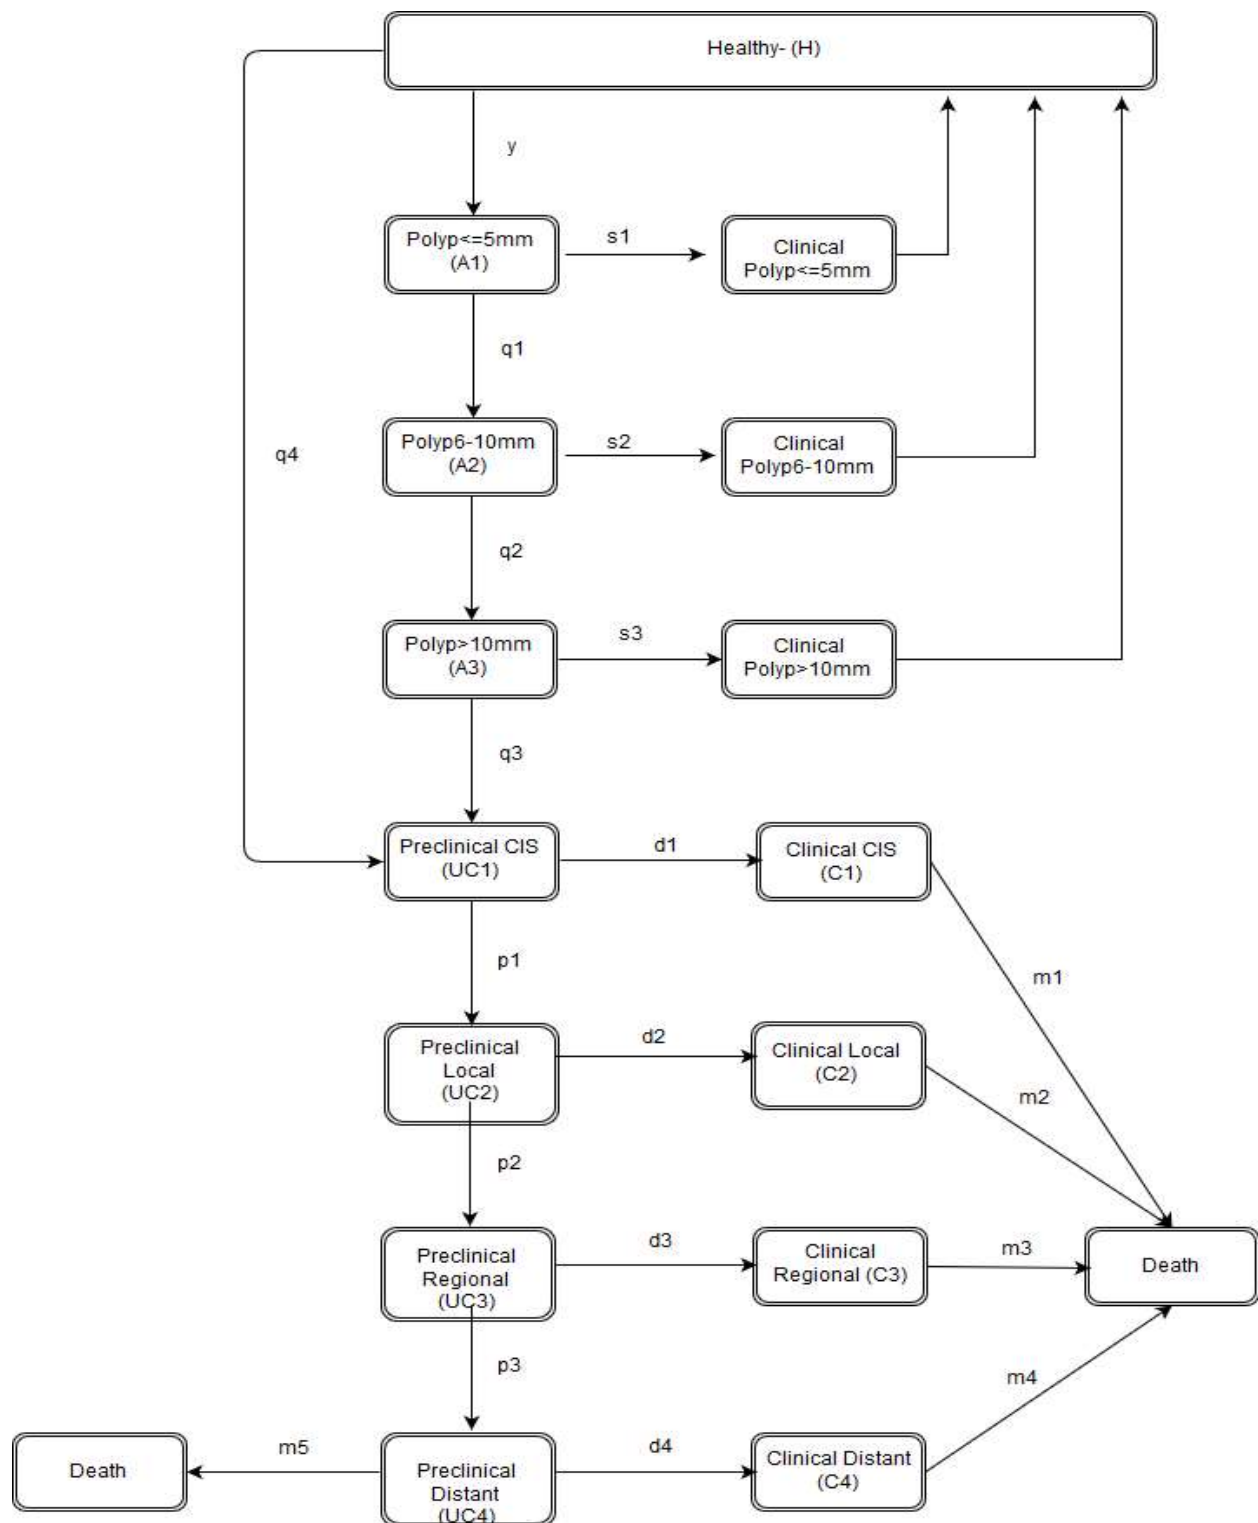 Healthy- (H)
y
Polyp<=5mm
(A1)
s1
Clinical
Polyp<=5mm
q1
q4
Polyp6-10mm
(A2)
s2
Clinical
Polyp6-10mm
q2
Polyp>10mm
(A3)
s3
Clinical
Polyp>10mm
q3
Preclinical CIS
(UC1)
d1
Clinical CIS
(C1)
p1
m1
Preclinical
Local
(UC2)
d2
Clinical Local
(C2)
m2
p2
Preclinical
Regional
(UC3)
d3
Clinical
Regional (C3)
m3
Death
p3
m4
Death
m5
Preclinical
Distant
(UC4)
d4
Clinical Distant
(C4)